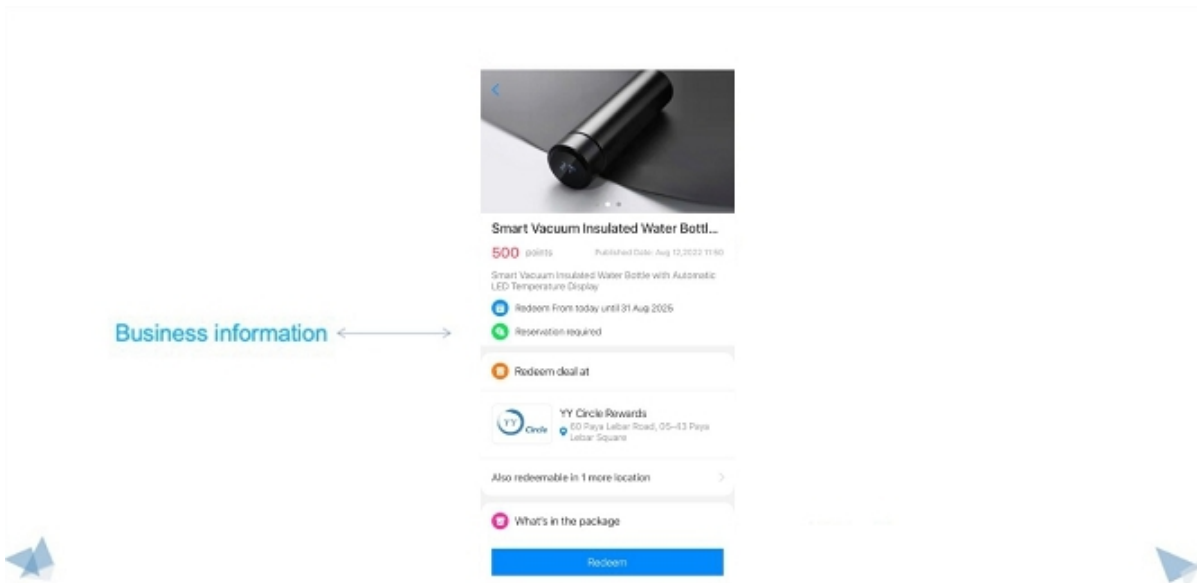 Smart Vacuum Insulated Water Bottl...
500 points Published Date: Aug 12,2022 11:50
Smart Vacuum Insulated Water Bottle with Automatic
LED Temperature Display
Redeem From today until 31 Aug 2026
Business information
Reservation required
Redeem deal at
YY Circle
YY Circle Rewards
60 Paya Lebar Road, 05-43 Paya
Lebar Square
Also redeemable in 1 more location
What's in the package
Redeem